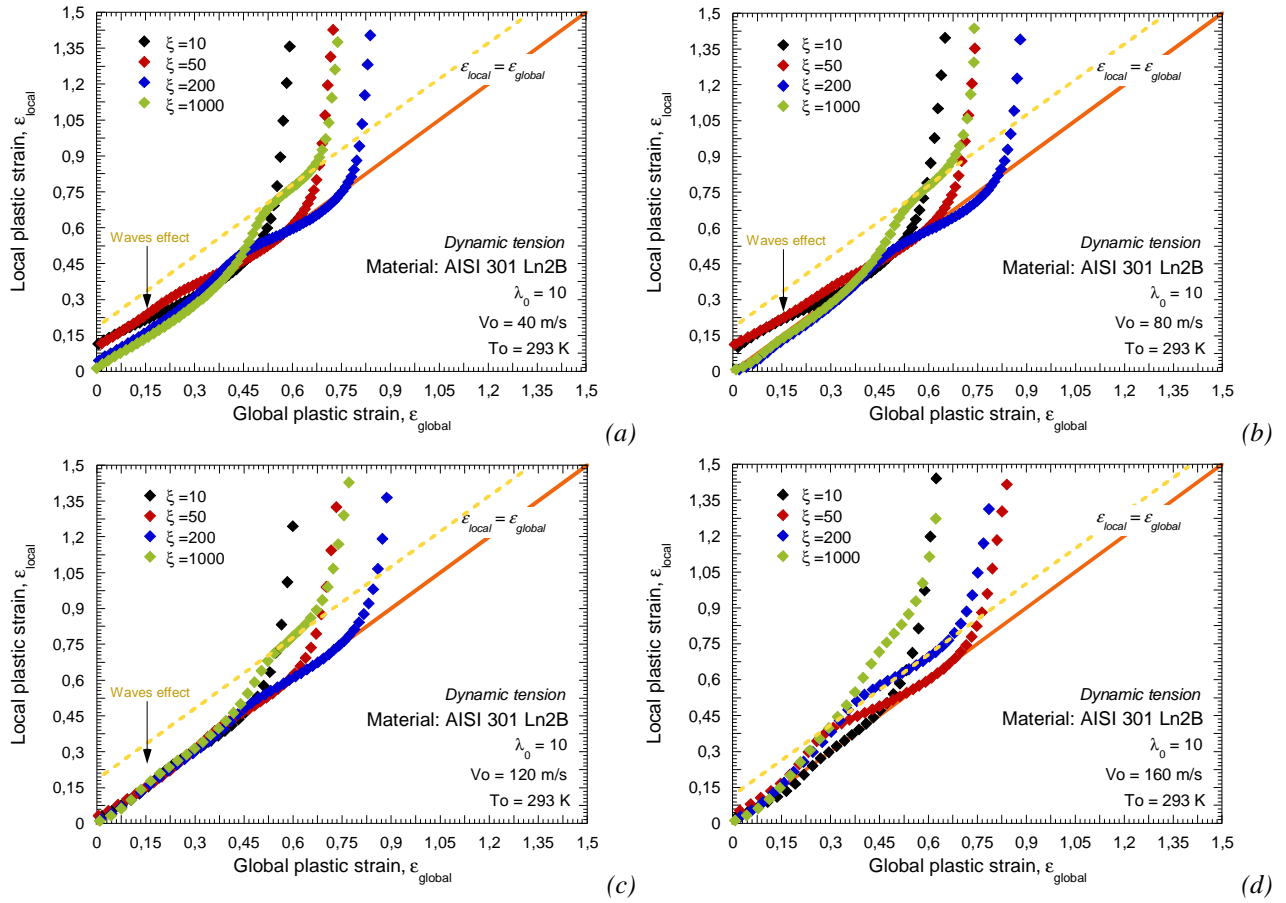 1,5
1,35
1,2
1,05
0,9
0,75
0,6
0,45
0,3
0,15
0
Local plastic strain, ε_local
ξ =10
ξ =50
ξ =200
ξ =1000
ε_local = ε_global
Waves effect
Dynamic tension
Material: AISI 301 Ln2B
λ_0 = 10
Vo = 40 m/s
To = 293 K
0 0,15 0,3 0,45 0,6 0,75 0,9 1,05 1,2 1,35 1,5
Global plastic strain, ε_global
(a)
1,5
1,35
1,2
1,05
0,9
0,75
0,6
0,45
0,3
0,15
0
Local plastic strain, ε_local
ξ =10
ξ =50
ξ =200
ξ =1000
ε_local = ε_global
Waves effect
Dynamic tension
Material: AISI 301 Ln2B
λ_0 = 10
Vo = 80 m/s
To = 293 K
0 0,15 0,3 0,45 0,6 0,75 0,9 1,05 1,2 1,35 1,5
Global plastic strain, ε_global
(b)
1,5
1,35
1,2
1,05
0,9
0,75
0,6
0,45
0,3
0,15
0
Local plastic strain, ε_local
ξ =10
ξ =50
ξ =200
ξ =1000
ε_local = ε_global
Waves effect
Dynamic tension
Material: AISI 301 Ln2B
λ_0 = 10
Vo = 120 m/s
To = 293 K
0 0,15 0,3 0,45 0,6 0,75 0,9 1,05 1,2 1,35 1,5
Global plastic strain, ε_global
(c)
1,5
1,35
1,2
1,05
0,9
0,75
0,6
0,45
0,3
0,15
0
Local plastic strain, ε_local
ξ =10
ξ =50
ξ =200
ξ =1000
ε_local = ε_global
Dynamic tension
Material: AISI 301 Ln2B
λ_0 = 10
Vo = 160 m/s
To = 293 K
0 0,15 0,3 0,45 0,6 0,75 0,9 1,05 1,2 1,35 1,5
Global plastic strain, ε_global
(d)